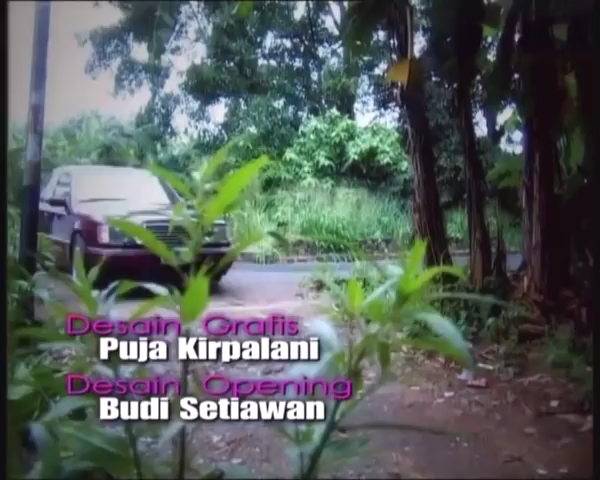 Desain Grafis
Puja Kirpalani
Desain Opening
Budi Setiawan